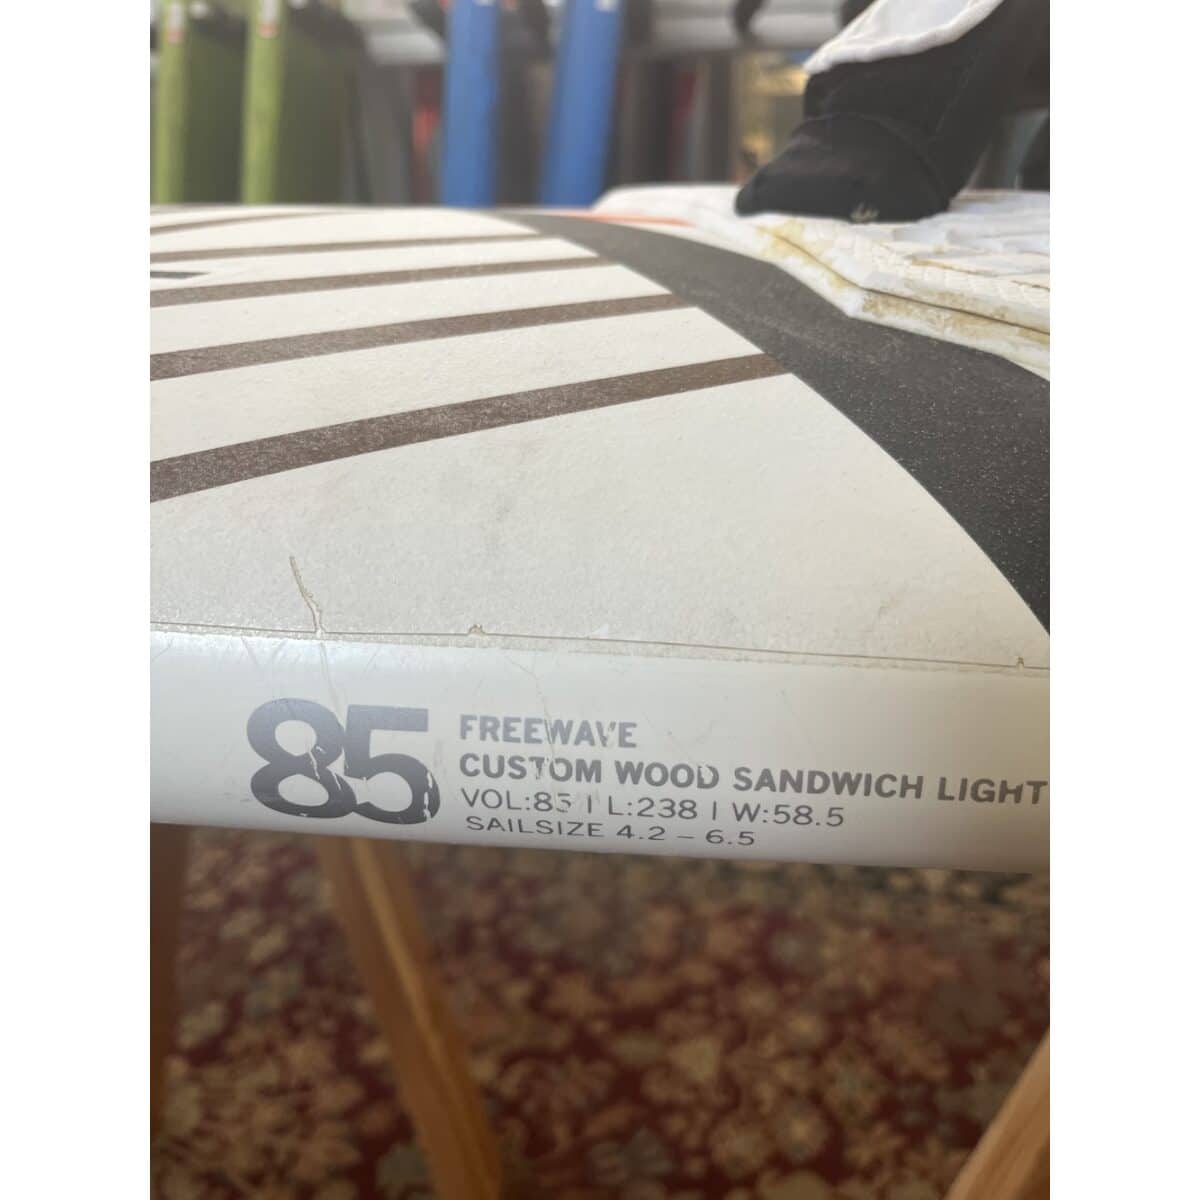 85
FREEWAVE
CUSTOM WOOD SANDWICH LIGHT
VOL:85 | L:238 | W:58.5
SAILSIZE 4.2 – 6.5